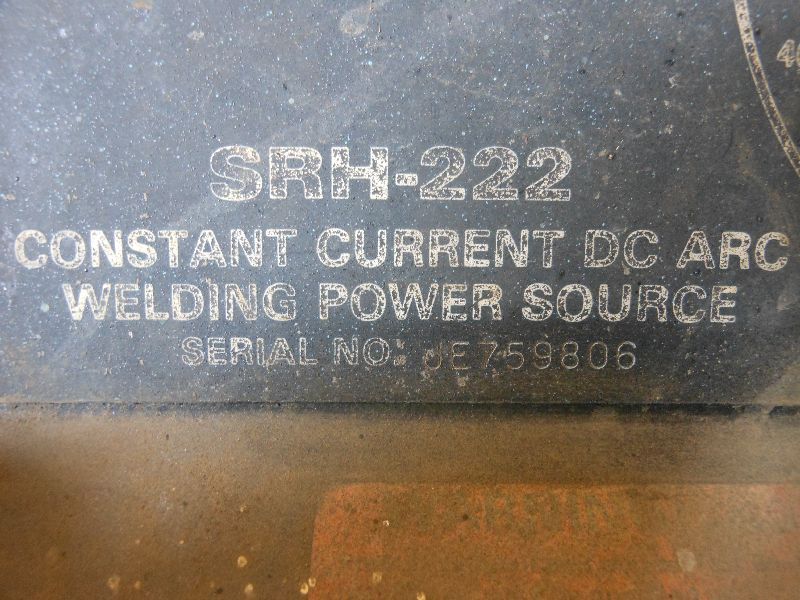 SRH-222
CONSTANT CURRENT DC ARC
WELDING POWER SOURCE
SERIAL NO. JE759806